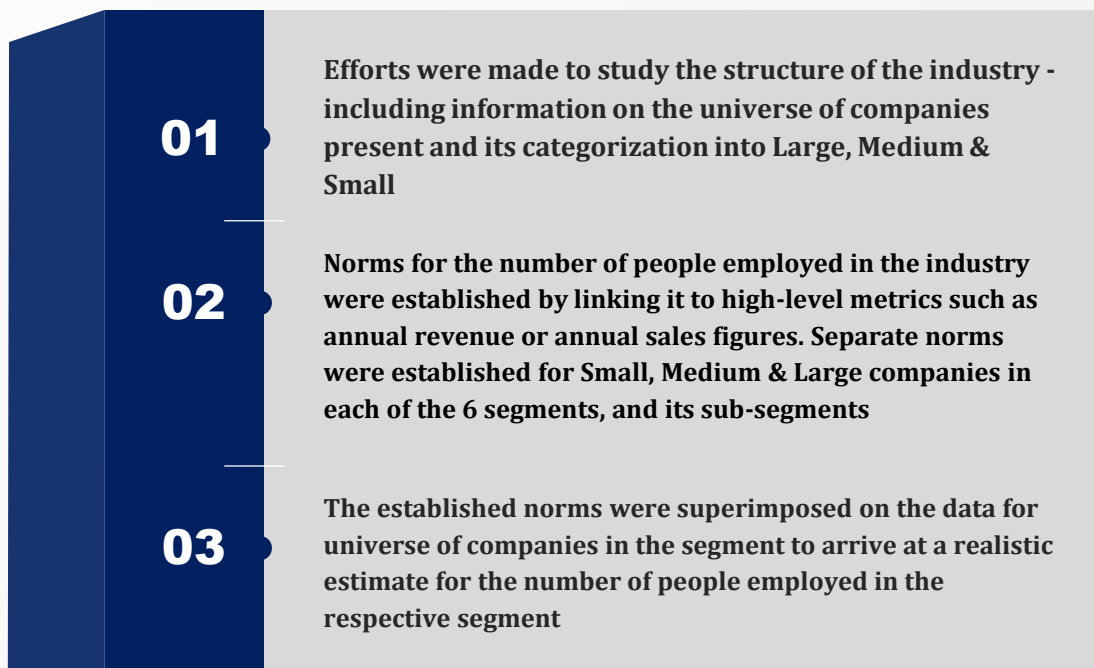 01
Efforts were made to study the structure of the industry -
including information on the universe of companies
present and its categorization into Large, Medium &
Small
02
Norms for the number of people employed in the industry
were established by linking it to high-level metrics such as
annual revenue or annual sales figures. Separate norms
were established for Small, Medium & Large companies in
each of the 6 segments, and its sub-segments
03
The established norms were superimposed on the data for
universe of companies in the segment to arrive at a realistic
estimate for the number of people employed in the
respective segment